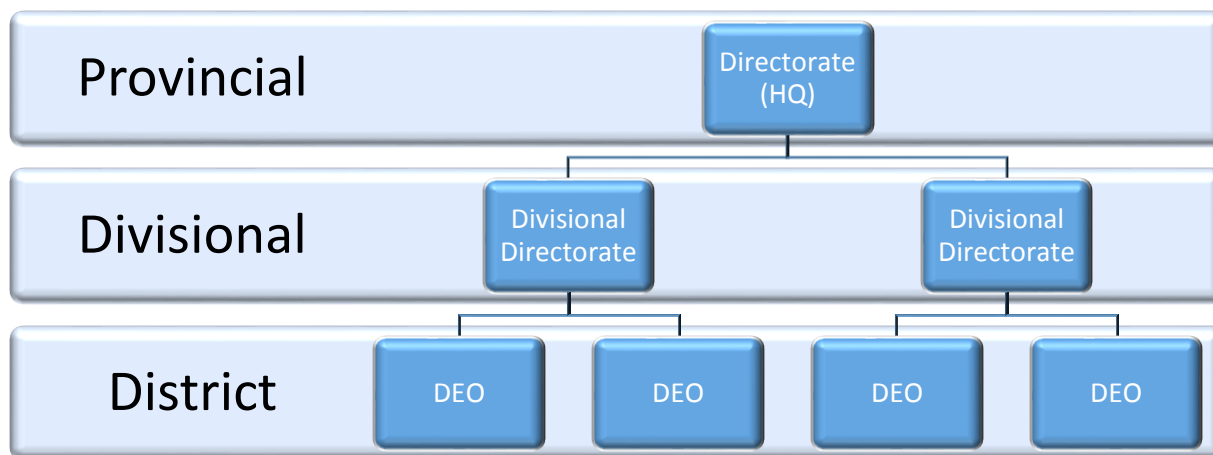 Provincial
Directorate
(HQ)
Divisional
Divisional
Directorate
Divisional
Directorate
District
DEO
DEO
DEO
DEO